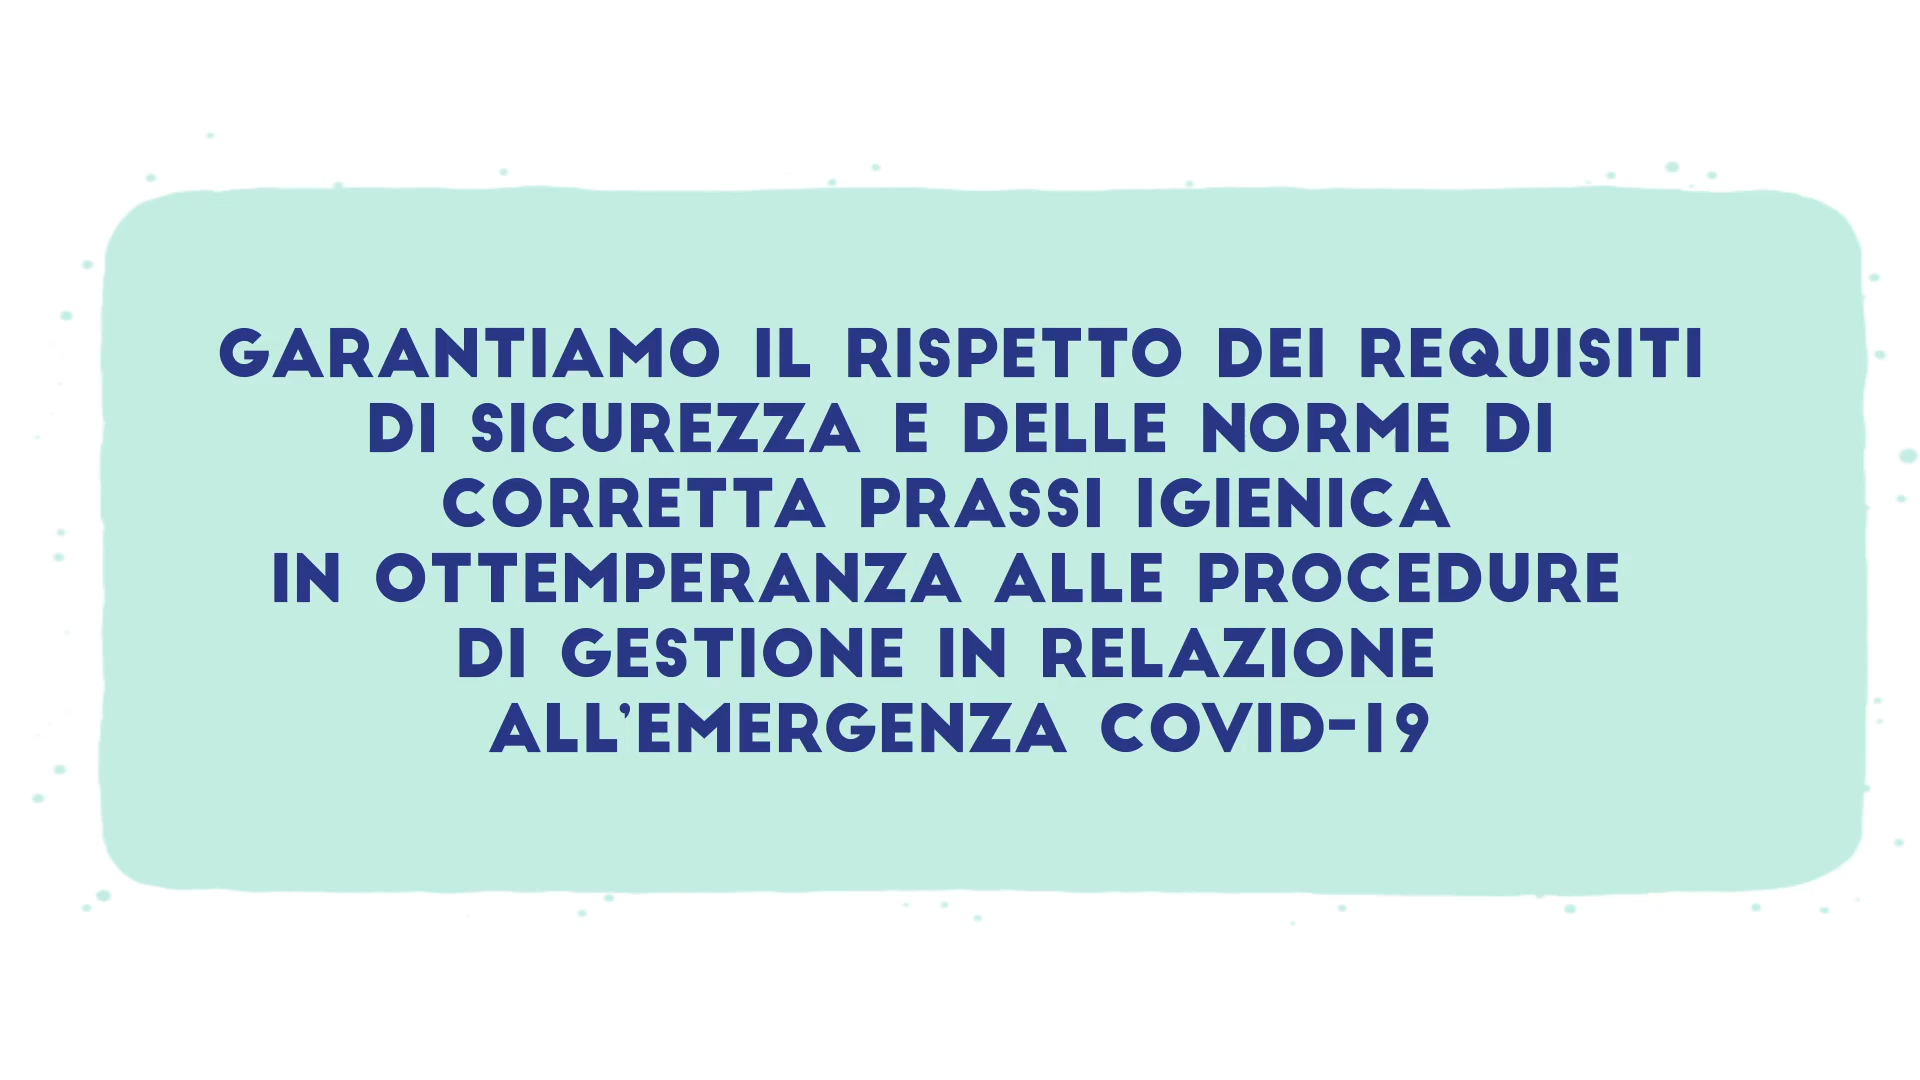 GARANTIAMO IL RISPETTO DEI REQUISITI
DI SICUREZZA E DELLE NORME DI
CORRETTA PRASSI IGIENICA
IN OTTEMPERANZA ALLE PROCEDURE
DI GESTIONE IN RELAZIONE
ALL’EMERGENZA COVID-19